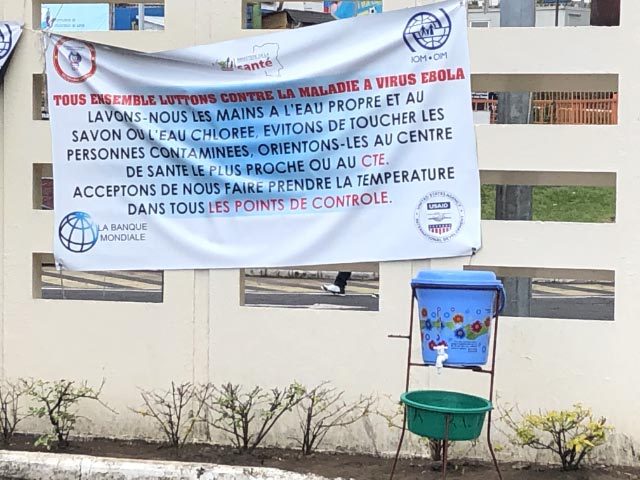 santé
IOM • OIM
TOUS ENSEMBLE LUTTONS CONTRE LA MALADIE A VIRUS EBOLA
LAVONS-NOUS LES MAINS A L'EAU PROPRE ET AU
SAVON OU L'EAU CHLOREE, EVITONS DE TOUCHER LES
PERSONNES CONTAMINEES, ORIENTONS-LES AU CENTRE
DE SANTE LE PLUS PROCHE OU AU CTE.
ACCEPTONS DE NOUS FAIRE PRENDRE LA TEMPERATURE
DANS TOUS LES POINTS DE CONTROLE.
LA BANQUE
MONDIALE
USAID